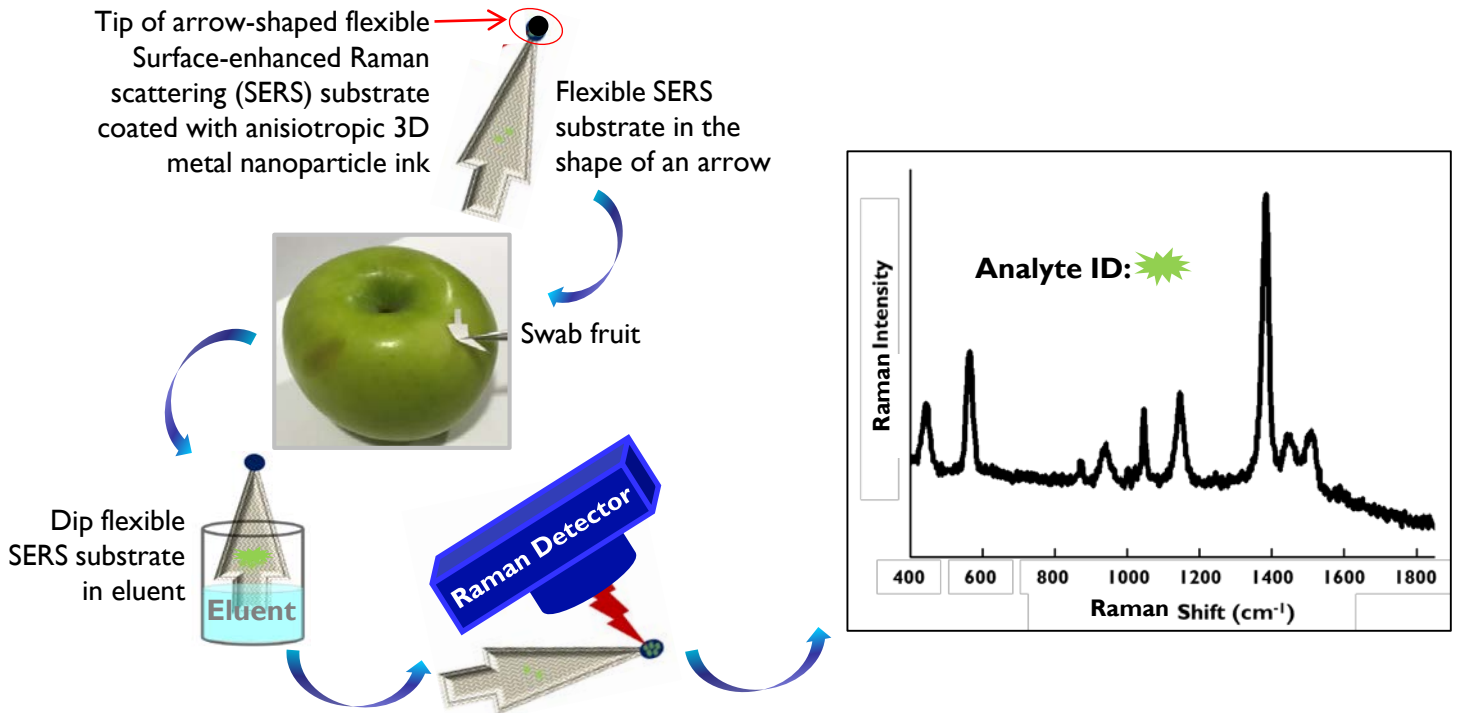 Tip of arrow-shaped flexible
Surface-enhanced Raman
scattering (SERS) substrate
coated with anisiotropic 3D
metal nanoparticle ink
Flexible SERS
substrate in the
shape of an arrow
Swab fruit
Dip flexible
SERS substrate
in eluent
Eluent
Raman Detector
Analyte ID:
Raman Intensity
400 600 800 1000 1200 1400 1600 1800
Raman Shift (cm⁻¹)